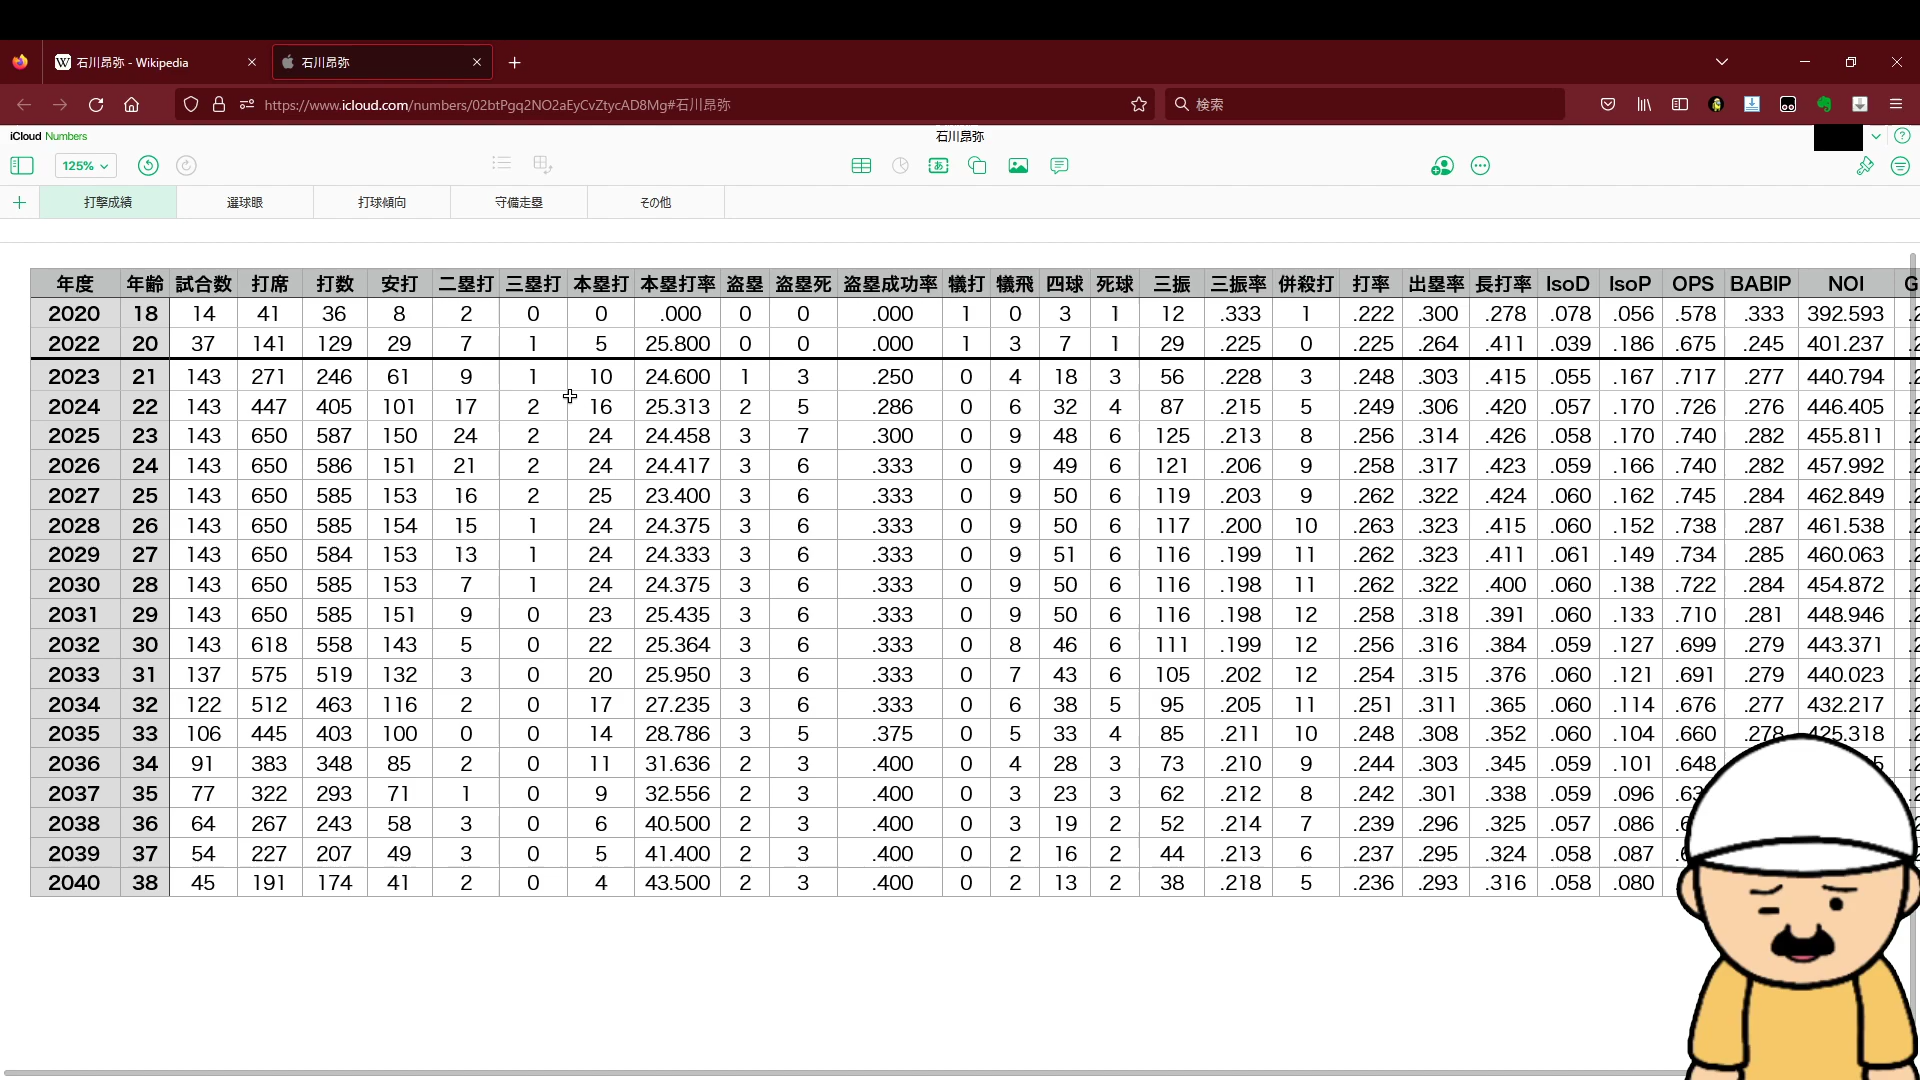 石川昂弥 - Wikipedia
石川昂弥
https://www.icloud.com/numbers/02btPgq2NO2aEyCvZtycAD8Mg#石川昂弥
検索
iCloud Numbers
石川昂弥
125%
打撃成績 選球眼 打球傾向 守備走塁 その他
年度 年齢 試合数 打席 打数 安打 二塁打 三塁打 本塁打 本塁打率 盗塁 盗塁死 盗塁成功率 犠打 犠飛 四球 死球 三振 三振率 併殺打 打率 出塁率 長打率 IsoD IsoP OPS BABIP NOI G
2020 18 14 41 36 8 2 0 0 .000 0 0 .000 1 0 3 1 12 .333 1 .222 .300 .278 .078 .056 .578 .333 392.593
2022 20 37 141 129 29 7 1 5 25.800 0 0 .000 1 3 7 1 29 .225 0 .225 .264 .411 .039 .186 .675 .245 401.237
2023 21 143 271 246 61 9 1 10 24.600 1 3 .250 0 4 18 3 56 .228 3 .248 .303 .415 .055 .167 .717 .277 440.794
2024 22 143 447 405 101 17 2 16 25.313 2 5 .286 0 6 32 4 87 .215 5 .249 .306 .420 .057 .170 .726 .276 446.405
2025 23 143 650 587 150 24 2 24 24.458 3 7 .300 0 9 48 6 125 .213 8 .256 .314 .426 .058 .170 .740 .282 455.811
2026 24 143 650 586 151 21 2 24 24.417 3 6 .333 0 9 49 6 121 .206 9 .258 .317 .423 .059 .166 .740 .282 457.992
2027 25 143 650 585 153 16 2 25 23.400 3 6 .333 0 9 50 6 119 .203 9 .262 .322 .424 .060 .162 .745 .284 462.849
2028 26 143 650 585 154 15 1 24 24.375 3 6 .333 0 9 50 6 117 .200 10 .263 .323 .415 .060 .152 .738 .287 461.538
2029 27 143 650 584 153 13 1 24 24.333 3 6 .333 0 9 51 6 116 .199 11 .262 .323 .411 .061 .149 .734 .285 460.063
2030 28 143 650 585 153 7 1 24 24.375 3 6 .333 0 9 50 6 116 .198 11 .262 .322 .400 .060 .138 .722 .284 454.872
2031 29 143 650 585 151 9 0 23 25.435 3 6 .333 0 9 50 6 116 .198 12 .258 .318 .391 .060 .133 .710 .281 448.946
2032 30 143 618 558 143 5 0 22 25.364 3 6 .333 0 8 46 6 111 .199 12 .256 .316 .384 .059 .127 .699 .279 443.371
2033 31 137 575 519 132 3 0 20 25.950 3 6 .333 0 7 43 6 105 .202 12 .254 .315 .376 .060 .121 .691 .279 440.023
2034 32 122 512 463 116 2 0 17 27.235 3 6 .333 0 6 38 5 95 .205 11 .251 .311 .365 .060 .114 .676 .277 432.217
2035 33 106 445 403 100 0 0 14 28.786 3 5 .375 0 5 33 4 85 .211 10 .248 .308 .352 .060 .104 .660 .278 425.318
2036 34 91 383 348 85 2 0 11 31.636 2 3 .400 0 4 28 3 73 .210 9 .244 .303 .345 .059 .101 .648
2037 35 77 322 293 71 1 0 9 32.556 2 3 .400 0 3 23 3 62 .212 8 .242 .301 .338 .059 .096
2038 36 64 267 243 58 3 0 6 40.500 2 3 .400 0 3 19 2 52 .214 7 .239 .296 .325 .057 .086
2039 37 54 227 207 49 3 0 5 41.400 2 3 .400 0 2 16 2 44 .213 6 .237 .295 .324 .058 .087
2040 38 45 191 174 41 2 0 4 43.500 2 3 .400 0 2 13 2 38 .218 5 .236 .293 .316 .058 .080